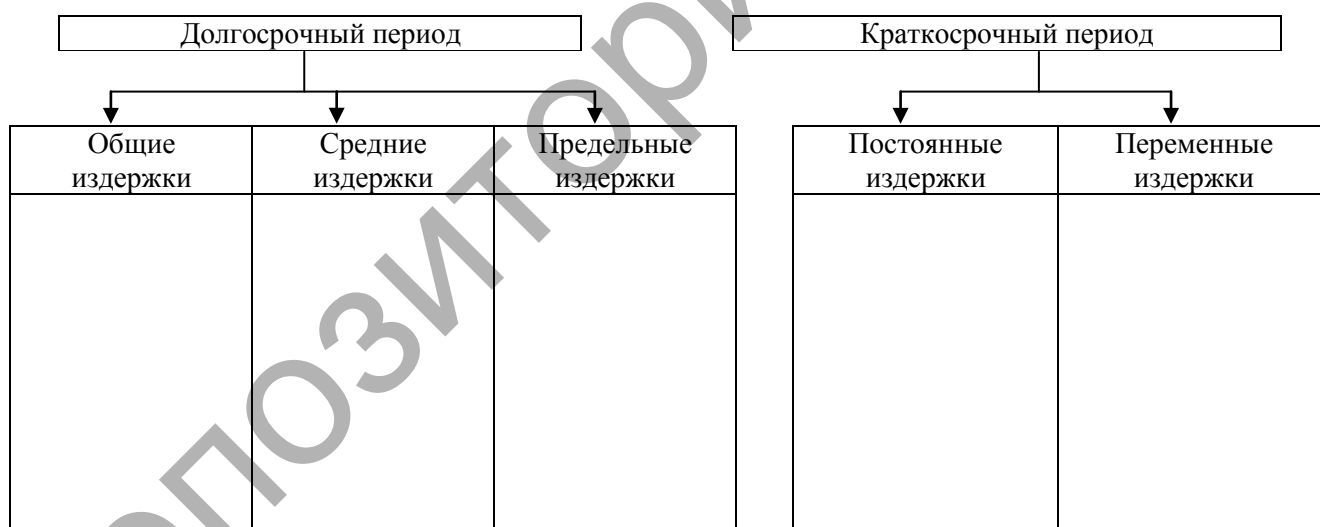 Долгосрочный период
Краткосрочный период
Общие
издержки
Средние
издержки
Предельные
издержки
Постоянные
издержки
Переменные
издержки